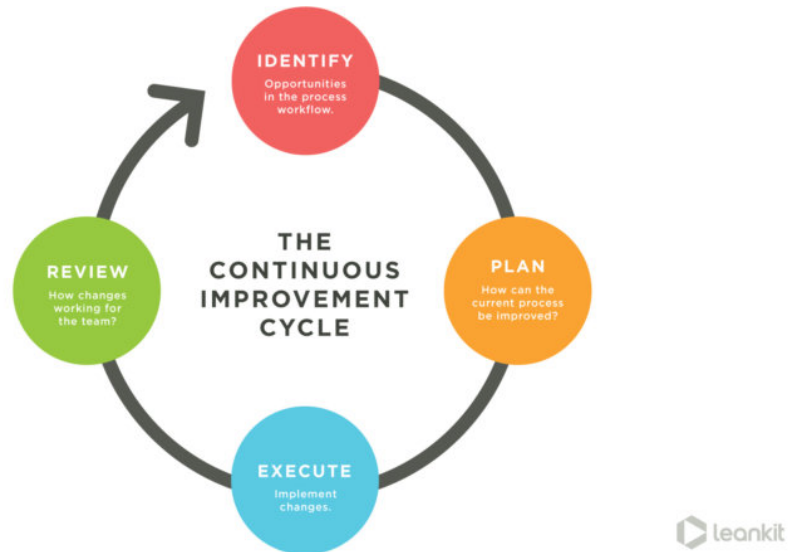 IDENTIFY
Opportunities
in the process
workflow.
PLAN
How can the
current process
be improved?
EXECUTE
Implement
changes.
REVIEW
How changes
working for
the team?
THE
CONTINUOUS
IMPROVEMENT
CYCLE
leankit